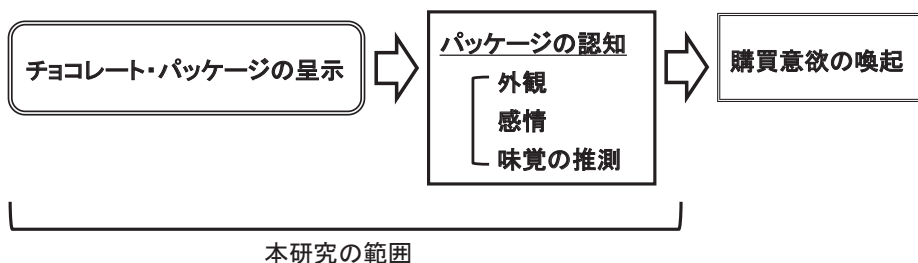 チョコレート・パッケージの呈示
パッケージの認知
外観
感情
味覚の推測
購買意欲の喚起
本研究の範囲